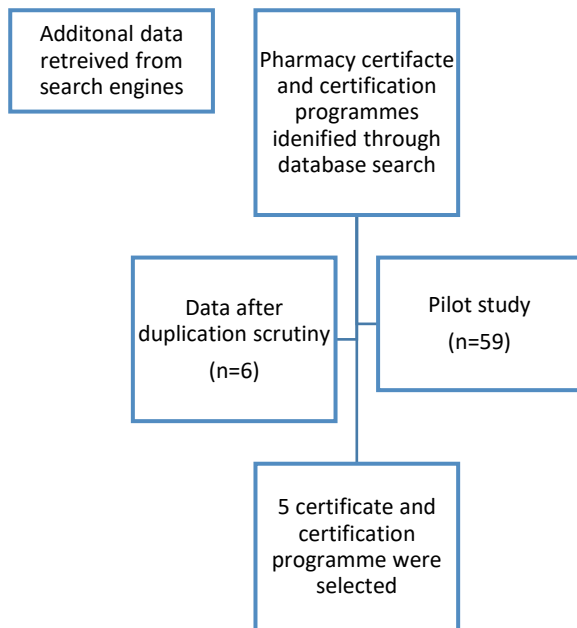 Additonal data
retreived from
search engines
Pharmacy certifacte
and certification
programmes
idenified through
database search
Data after
duplication scrutiny
(n=6)
Pilot study
(n=59)
5 certificate and
certification
programme were
selected